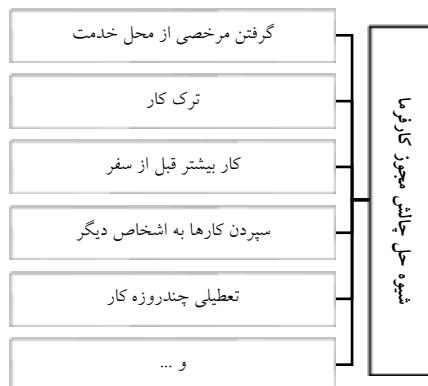 شیوه حل چالش مجوز کارفرما
گرفتن مرخصی از محل خدمت
ترک کار
کار بیشتر قبل از سفر
سپردن کارها به اشخاص دیگر
تعطیلی چندروزه کار
و ...